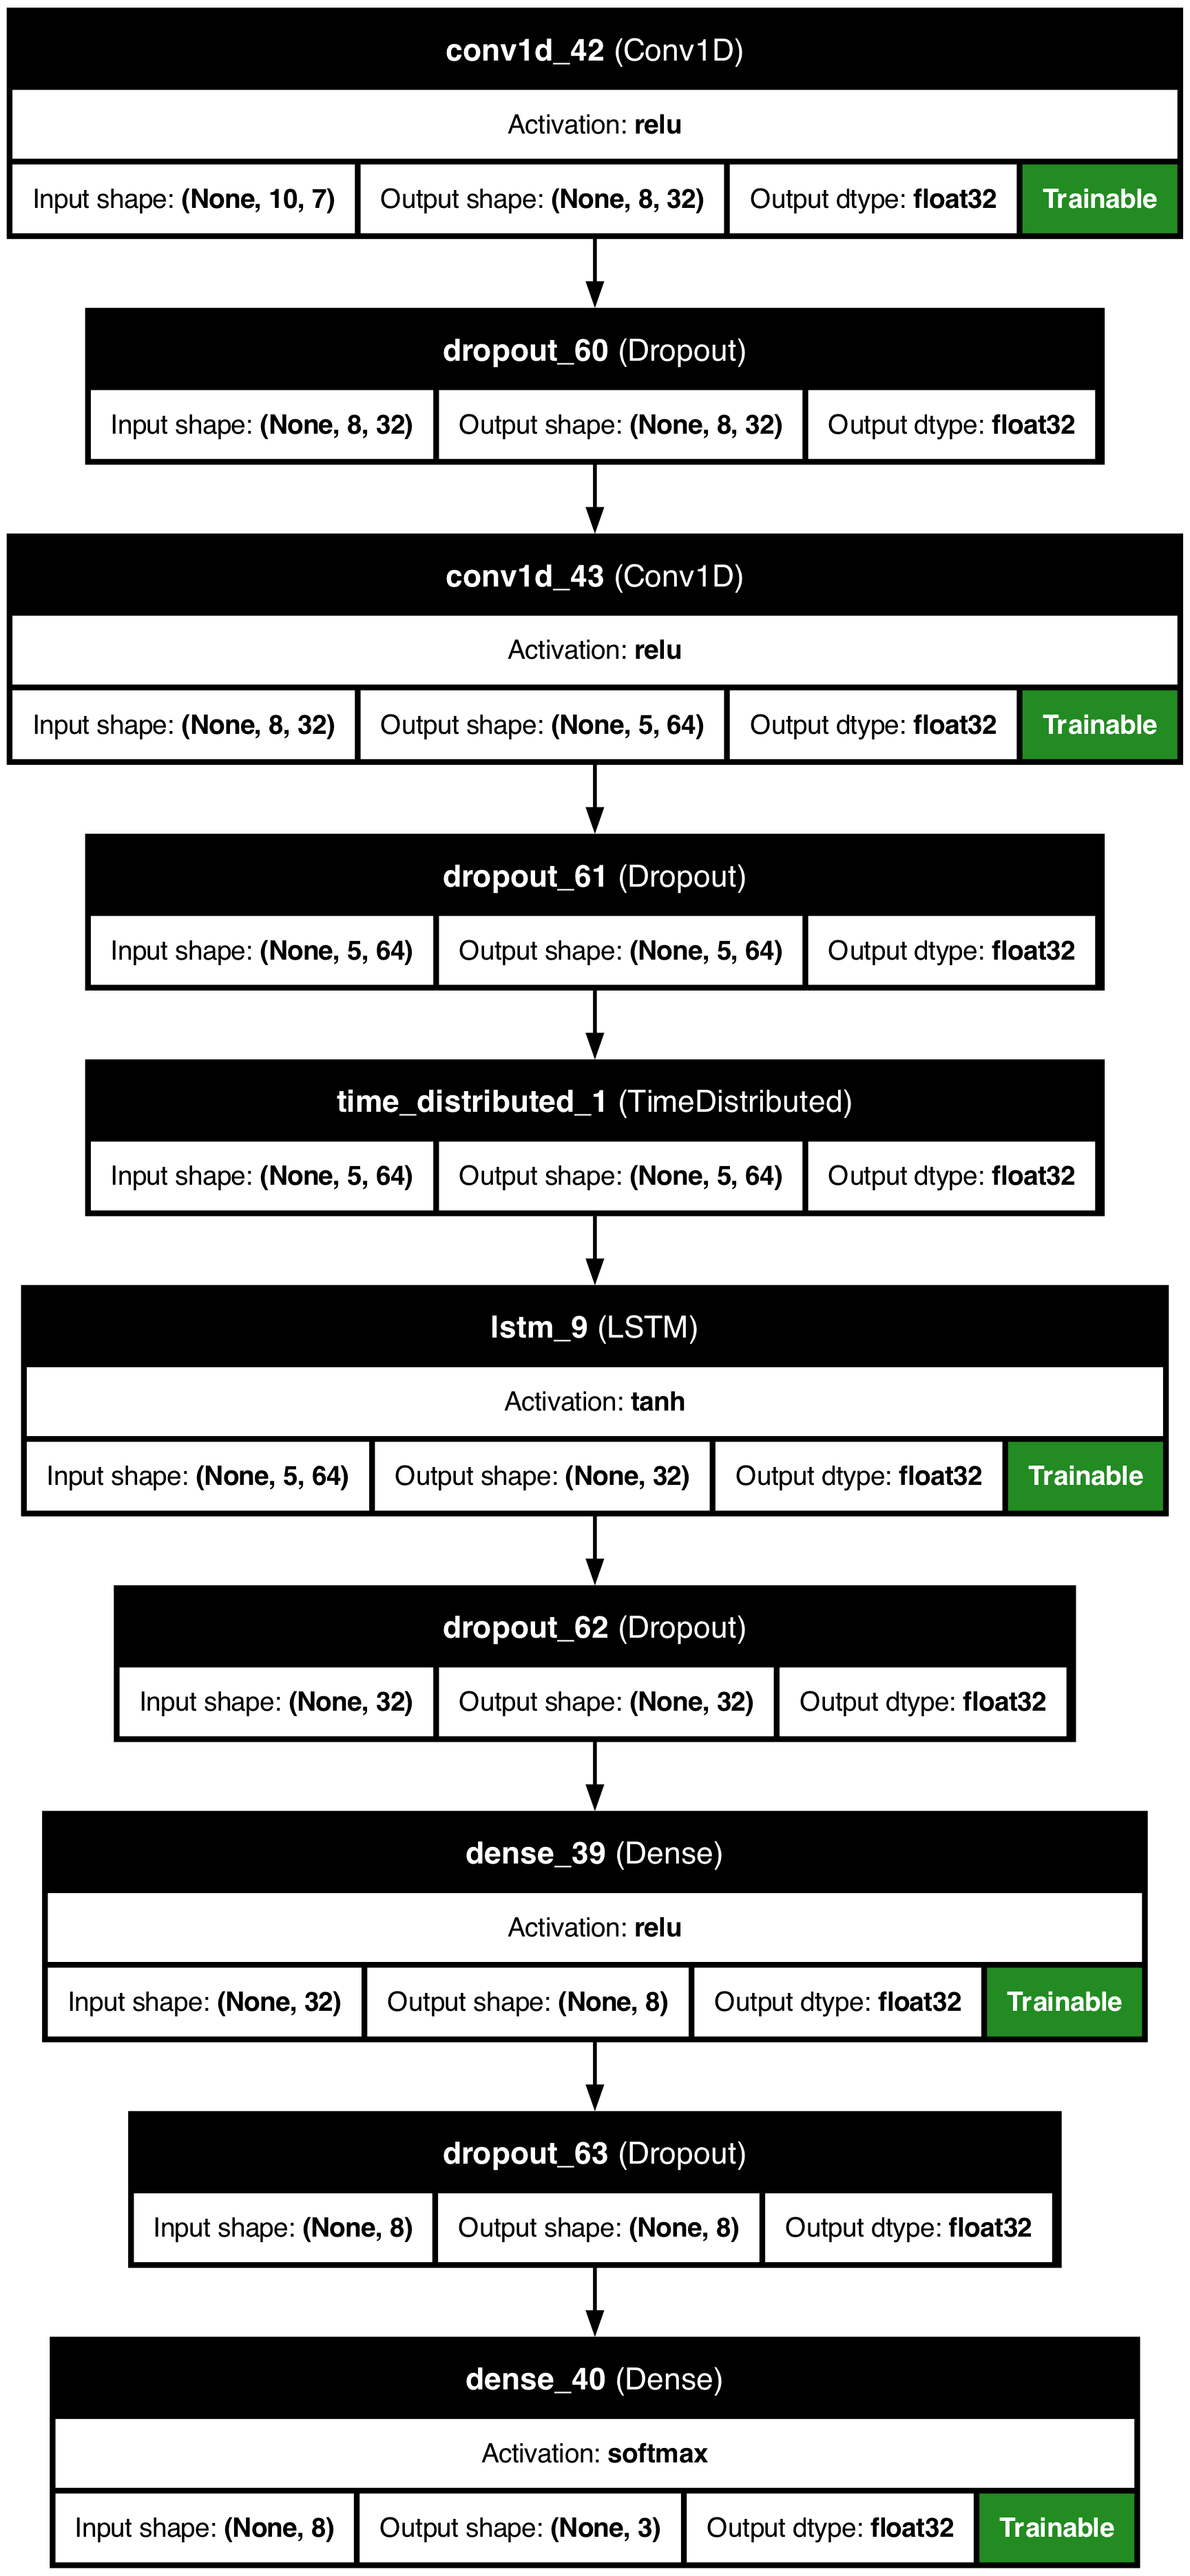 conv1d_42 (Conv1D)
Activation: relu
Input shape: (None, 10, 7) Output shape: (None, 8, 32) Output dtype: float32 Trainable
dropout_60 (Dropout)
Input shape: (None, 8, 32) Output shape: (None, 8, 32) Output dtype: float32
conv1d_43 (Conv1D)
Activation: relu
Input shape: (None, 8, 32) Output shape: (None, 5, 64) Output dtype: float32 Trainable
dropout_61 (Dropout)
Input shape: (None, 5, 64) Output shape: (None, 5, 64) Output dtype: float32
time_distributed_1 (TimeDistributed)
Input shape: (None, 5, 64) Output shape: (None, 5, 64) Output dtype: float32
lstm_9 (LSTM)
Activation: tanh
Input shape: (None, 5, 64) Output shape: (None, 32) Output dtype: float32 Trainable
dropout_62 (Dropout)
Input shape: (None, 32) Output shape: (None, 32) Output dtype: float32
dense_39 (Dense)
Activation: relu
Input shape: (None, 32) Output shape: (None, 8) Output dtype: float32 Trainable
dropout_63 (Dropout)
Input shape: (None, 8) Output shape: (None, 8) Output dtype: float32
dense_40 (Dense)
Activation: softmax
Input shape: (None, 8) Output shape: (None, 3) Output dtype: float32 Trainable